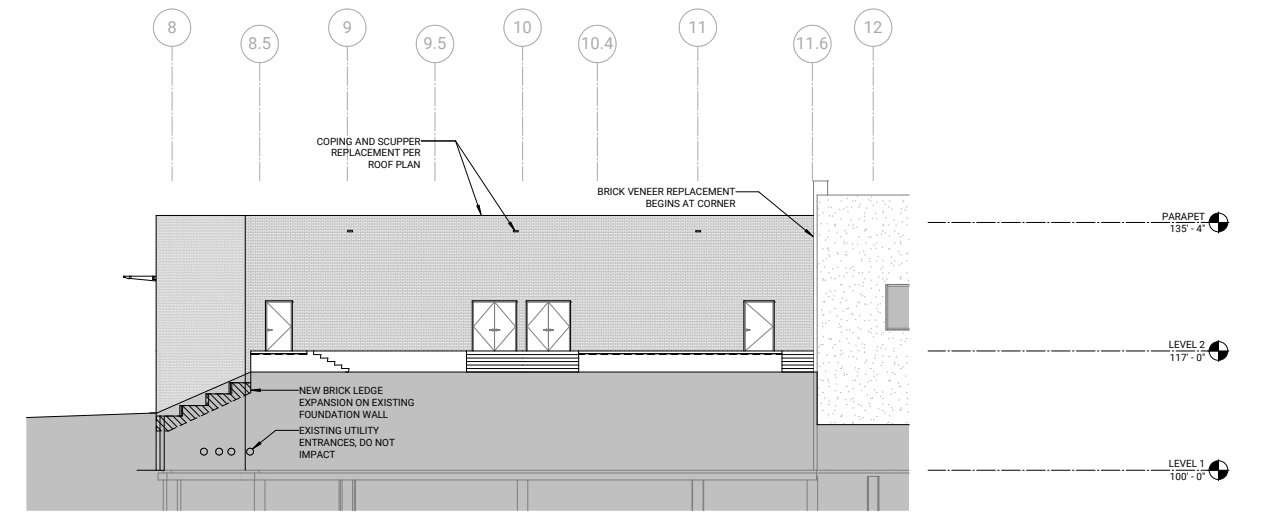 8
8.5
9
9.5
10
10.4
11
11.6
12
COPING AND SCUPPER
REPLACEMENT PER
ROOF PLAN
BRICK VENEER REPLACEMENT
BEGINS AT CORNER
PARAPET
135' - 4"
LEVEL 2
117' - 0"
NEW BRICK LEDGE
EXPANSION ON EXISTING
FOUNDATION WALL
EXISTING UTILITY
ENTRANCES, DO NOT
IMPACT
LEVEL 1
100' - 0"